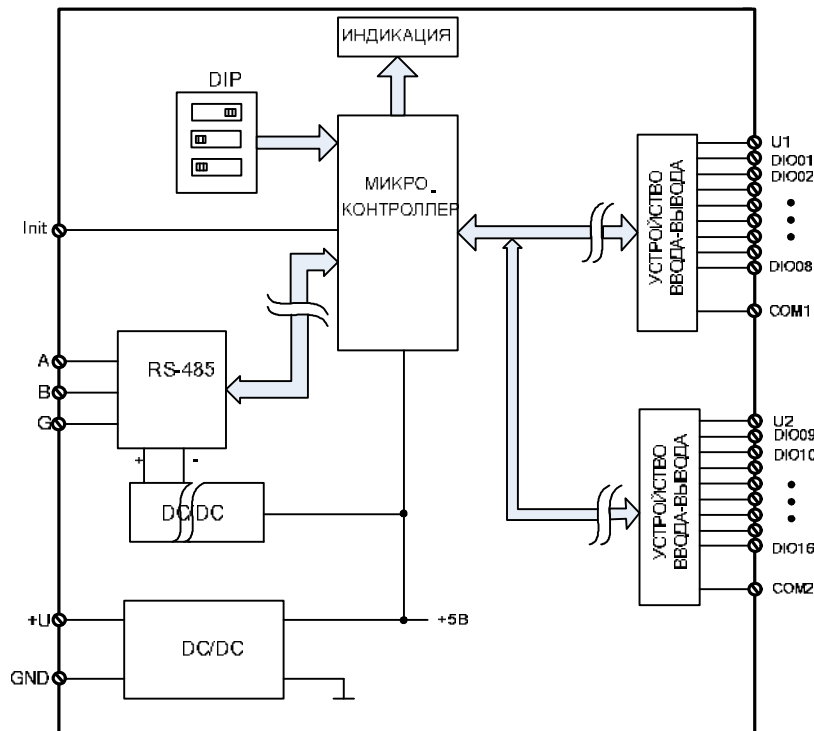 ИНДИКАЦИЯ
DIP
МИКРО_
КОНТРОЛЛЕР
Init
RS-485
A
B
G
+ -
DC/DC
+U
GND
DC/DC
+5В
УСТРОЙСТВО
ВВОДА-ВЫВОДА
U1
DIO01
DIO02
DIO08
COM1
УСТРОЙСТВО
ВВОДА-ВЫВОДА
U2
DIO09
DIO10
DIO16
COM2